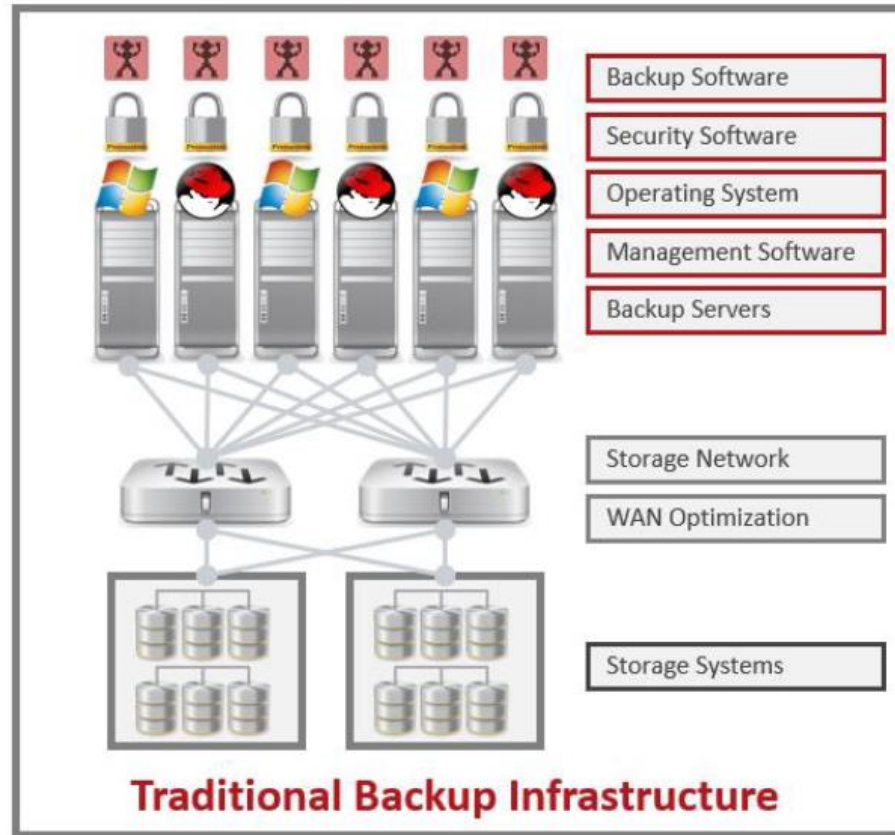 Backup Software
Security Software
Operating System
Management Software
Backup Servers
Storage Network
WAN Optimization
Storage Systems
Traditional Backup Infrastructure